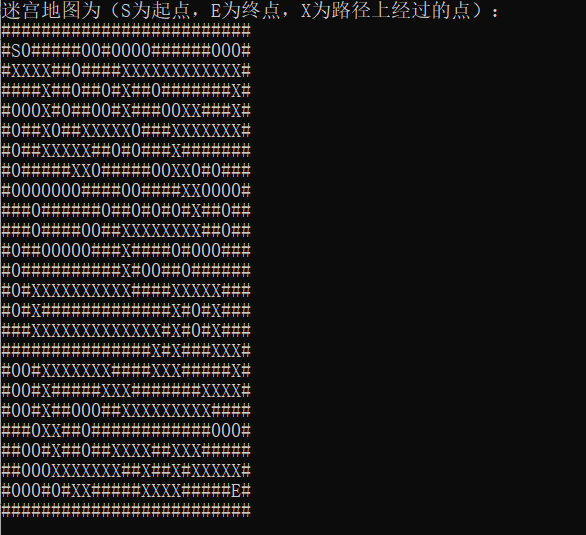 迷宫地图为（S为起点，E为终点，X为路径上经过的点）：
#########################
#S0#####00#0000######000#
#XXXX##0####XXXXXXXXXXXX#
####X##0##0#X##0#######X#
#000X#0##00#X###00XX###X#
#0##X0##XXXXX0###XXXXXXX#
#0##XXXXX##0#0###X#######
#0#####XX0#####00XX0#0###
#0000000####00####XX0000#
###0######0##0#0#0#X##0##
###0####00##XXXXXXXX##0##
#0##00000###X####0#000###
#0##########X#00##0######
#0#XXXXXXXXXX####XXXXX###
#0#X#############X#0#X###
###XXXXXXXXXXXXX#X#0#X###
###############X#X###XXX#
#00#XXXXXXX####XXX#####X#
#00#X#####XXX#######XXXX#
#00#X##000##XXXXXXXXX####
###0XX##0############000#
##00#X##0##XXXX##XXX#####
##000XXXXXXX##X##X#XXXXX#
#000#0#XX#####XXXX#####E#
#########################